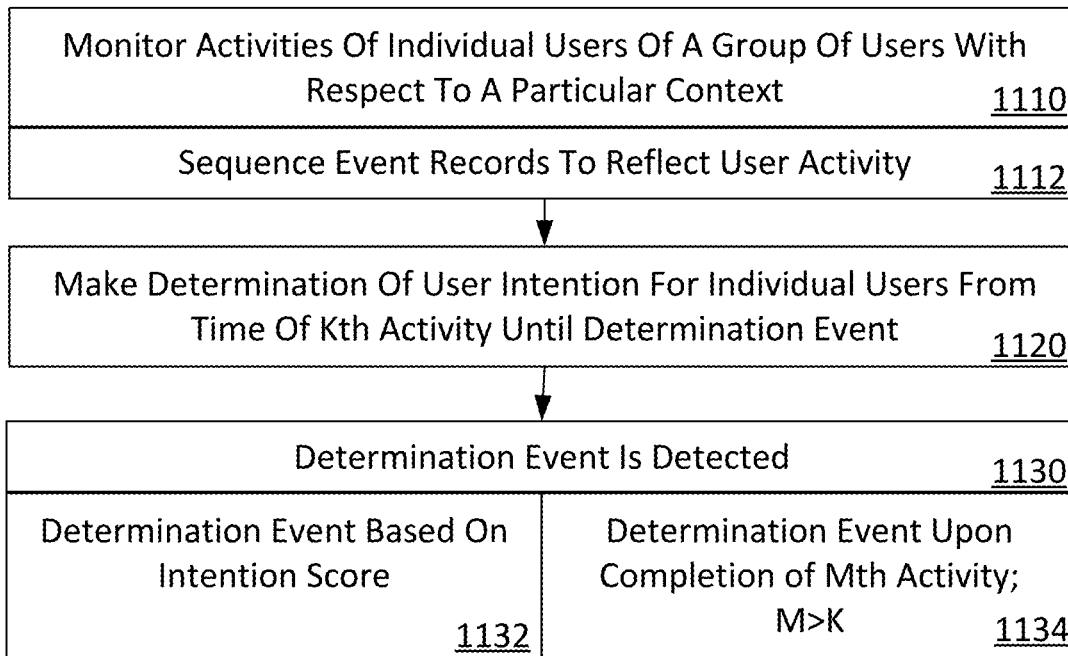 Monitor Activities Of Individual Users Of A Group Of Users With
Respect To A Particular Context
1110
Sequence Event Records To Reflect User Activity
1112
Make Determination Of User Intention For Individual Users From
Time Of Kth Activity Until Determination Event
1120
Determination Event Is Detected
1130
Determination Event Based On
Intention Score
1132
Determination Event Upon
Completion of Mth Activity;
M>K
1134